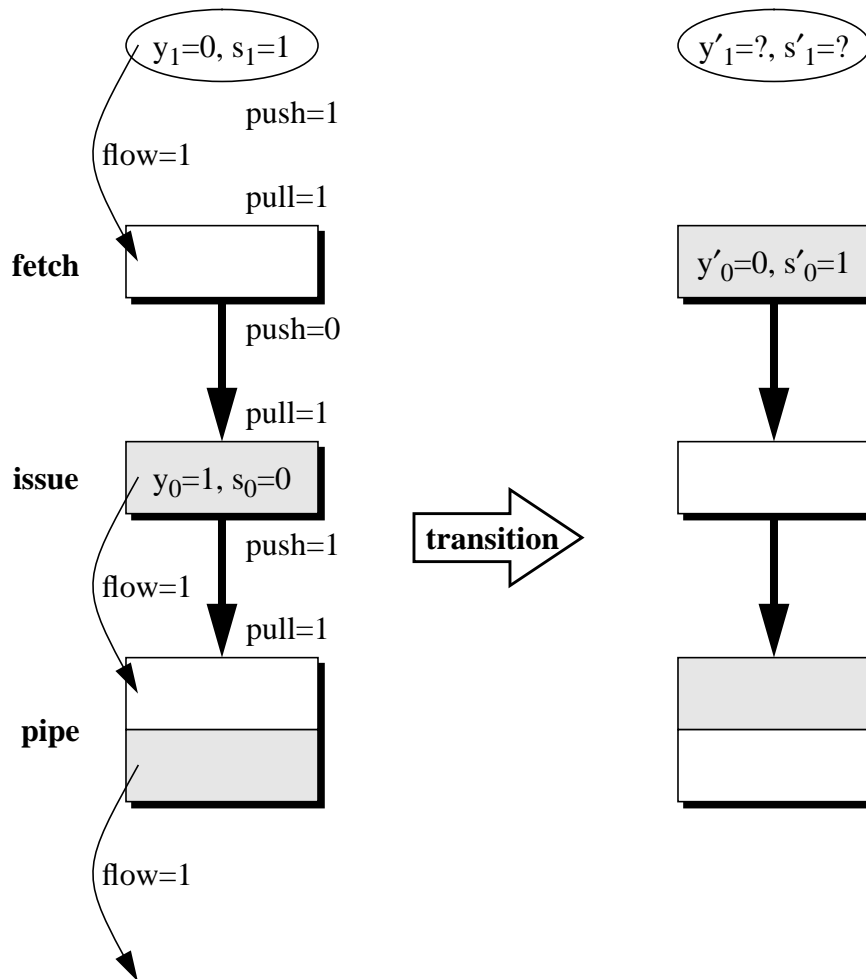 y₁=0, s₁=1
y′₁=?, s′₁=?
push=1
flow=1
pull=1
fetch
y′₀=0, s′₀=1
push=0
pull=1
issue
y₀=1, s₀=0
push=1
transition
flow=1
pull=1
pipe
flow=1